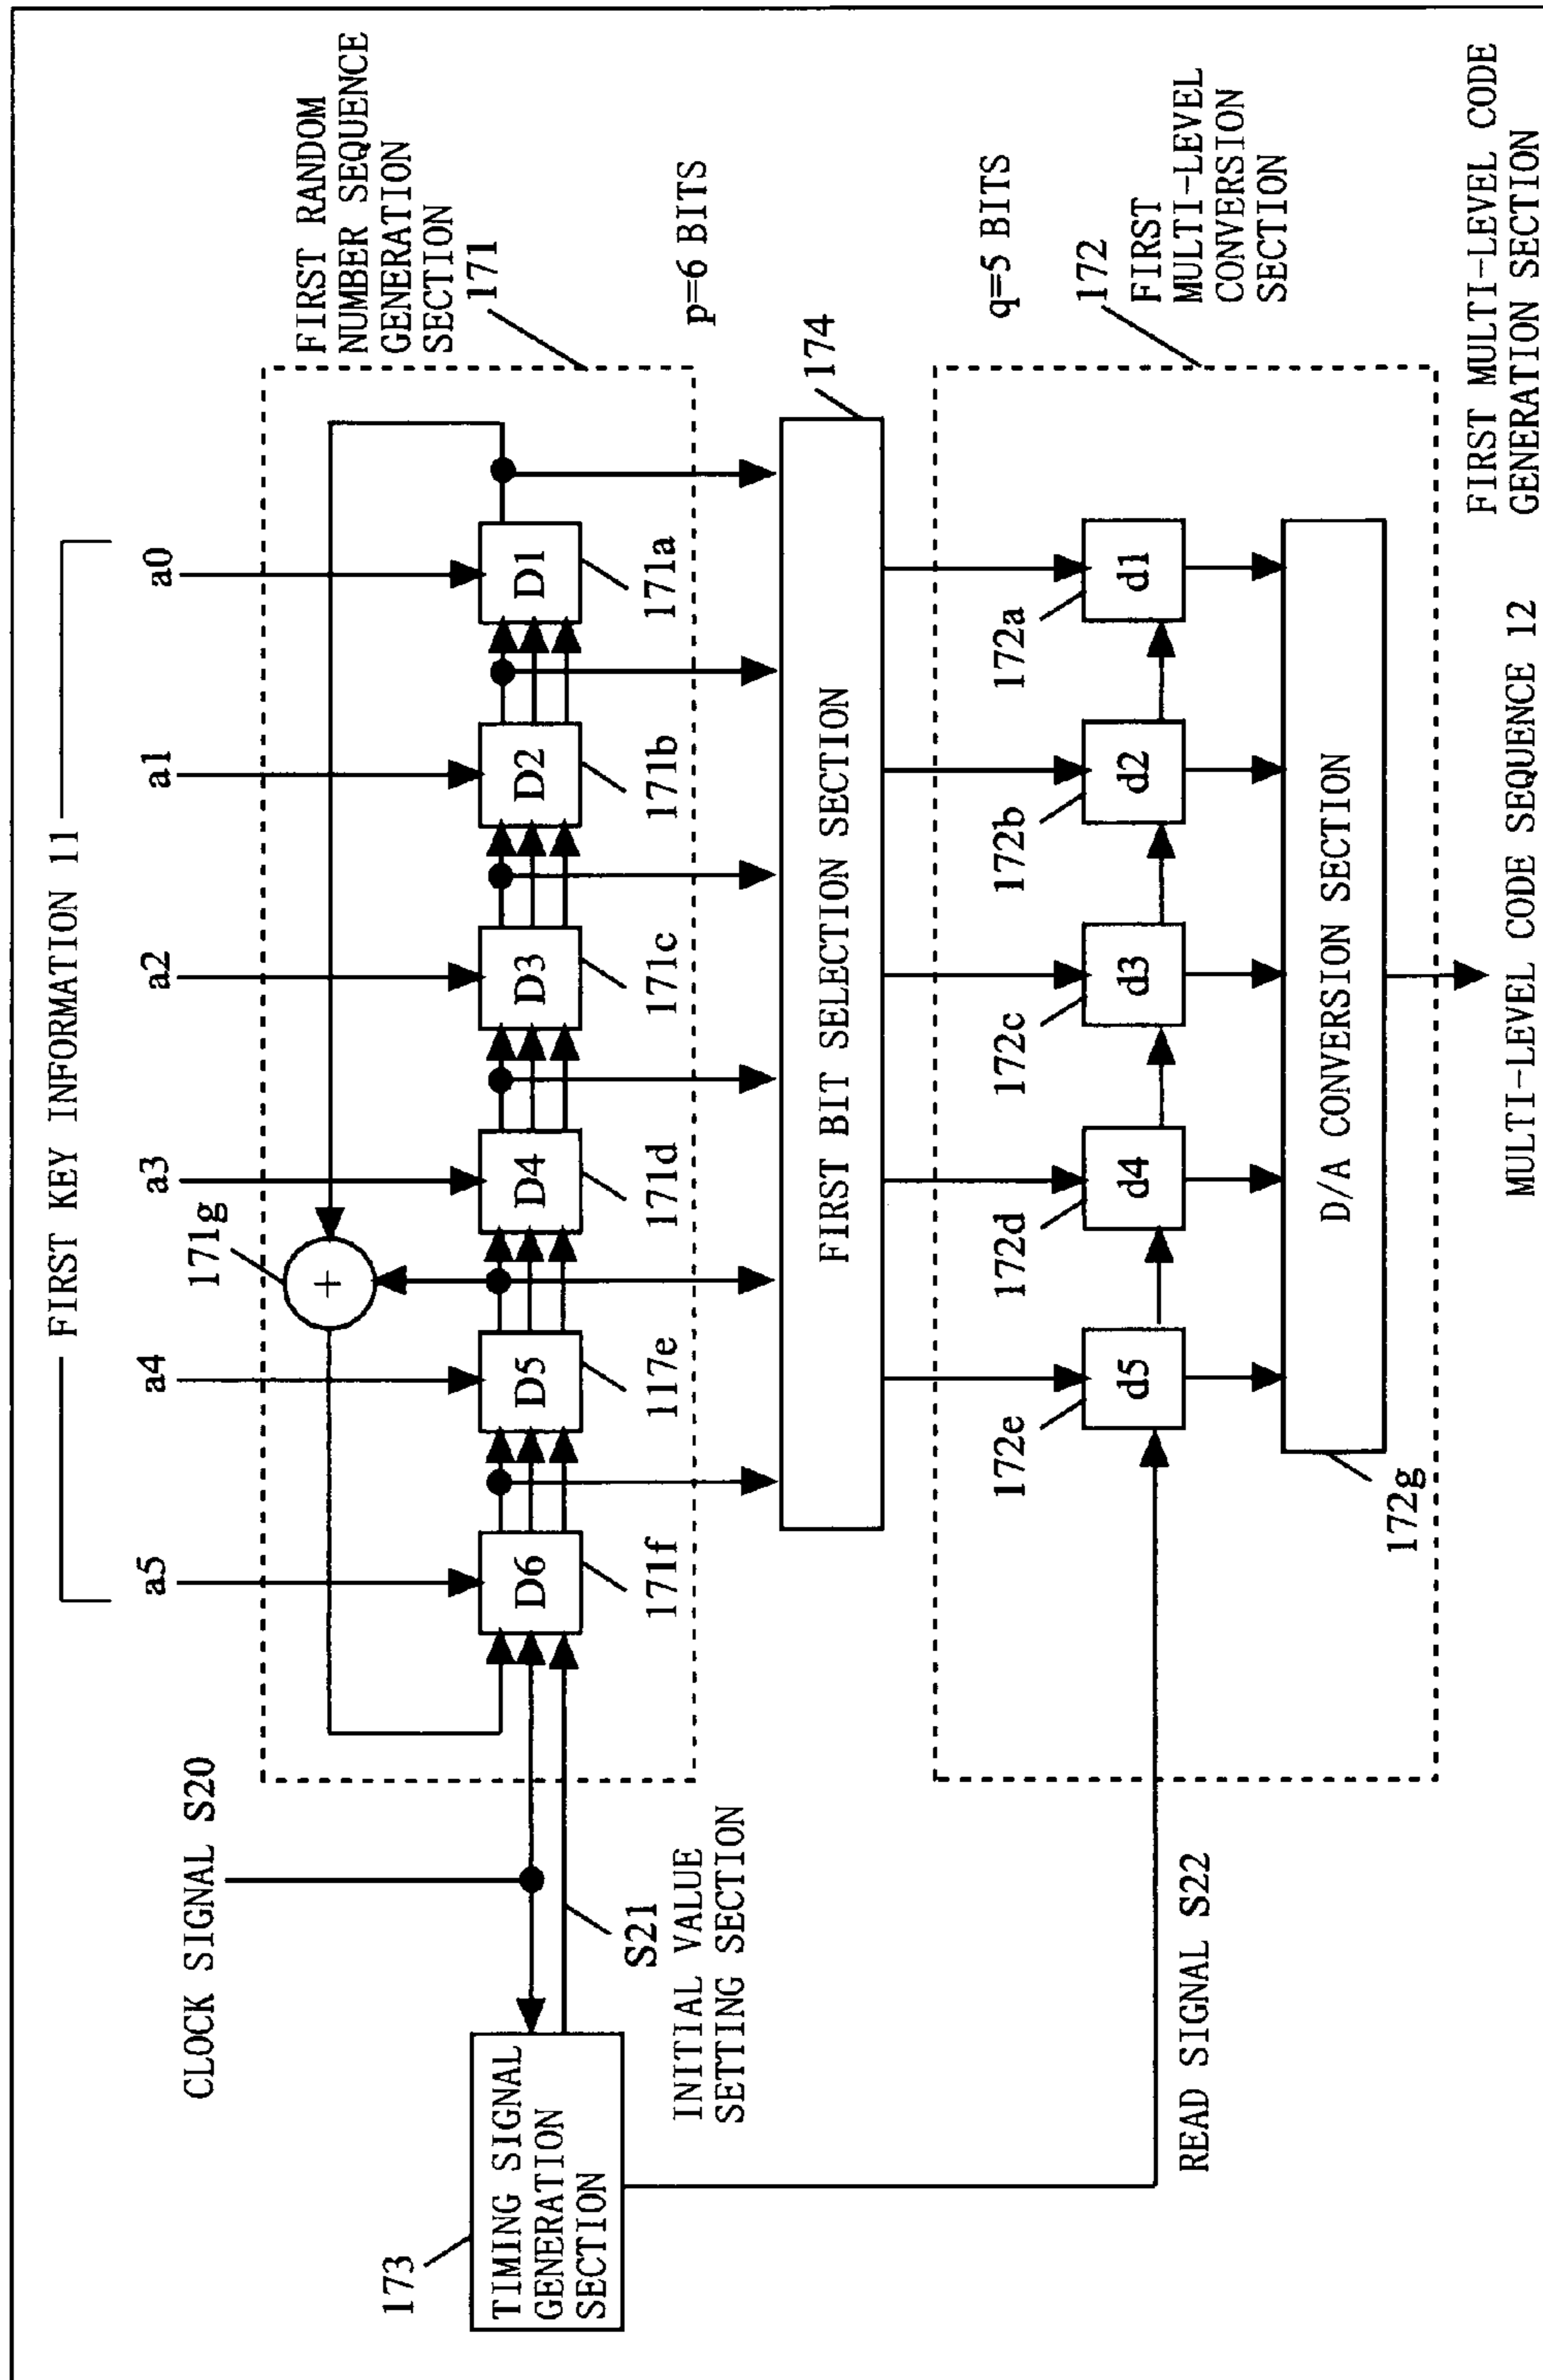 FIRST KEY INFORMATION 11
a5
a4
a3
a2
a1
a0
CLOCK SIGNAL S20
171g
+
FIRST RANDOM
NUMBER SEQUENCE
GENERATION
SECTION
171
173
TIMING SIGNAL
GENERATION
SECTION
D6
D5
D4
D3
D2
D1
171f
117e
171d
171c
171b
171a
S21
INITIAL VALUE
SETTING SECTION
p=6 BITS
174
FIRST BIT SELECTION SECTION
q=5 BITS
172
FIRST
MULTI-LEVEL
CONVERSION
SECTION
172e
172d
172c
172b
172a
d5
d4
d3
d2
d1
READ SIGNAL S22
D/A CONVERSION SECTION
172g
MULTI-LEVEL CODE SEQUENCE 12
FIRST MULTI-LEVEL CODE
GENERATION SECTION